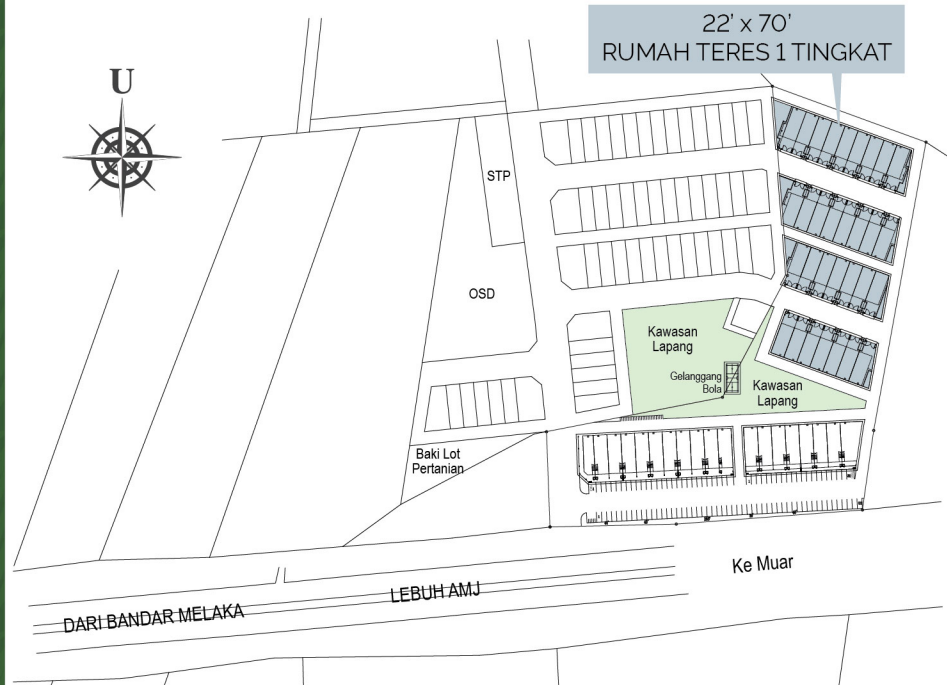 22' x 70'
RUMAH TERES 1 TINGKAT
U
STP
OSD
Kawasan
Lapang
Gelanggang
Bola
Kawasan
Lapang
Baki Lot
Pertanian
Ke Muar
LEBUH AMJ
DARI BANDAR MELAKA